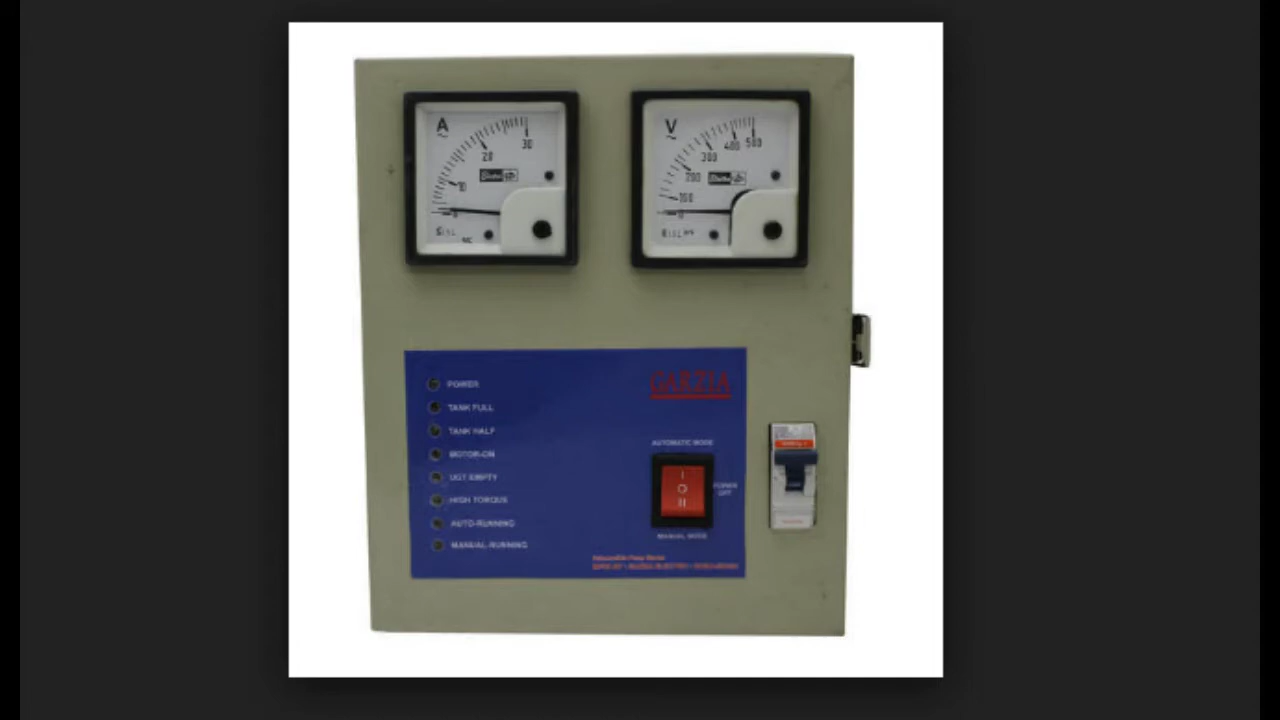 A
10
20
30
0
V
100
200
300
400
500
0
GARZIA
POWER
TANK FULL
TANK HALF
MOTOR-ON
UGT EMPTY
HIGH TORQUE
AUTO-RUNNING
MANUAL-RUNNING
AUTOMATIC MODE
I
O
II
POWER
OFF
MANUAL MODE